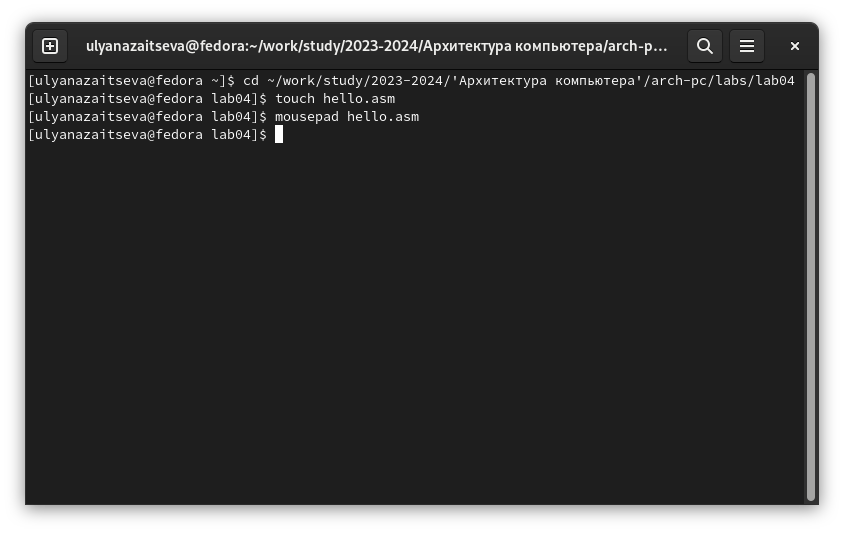 ulyanazaitseva@fedora:~/work/study/2023-2024/Архитектура компьютера/arch-p...
[ulyanazaitseva@fedora ~]$ cd ~/work/study/2023-2024/'Архитектура компьютера'/arch-pc/labs/lab04
[ulyanazaitseva@fedora lab04]$ touch hello.asm
[ulyanazaitseva@fedora lab04]$ mousepad hello.asm
[ulyanazaitseva@fedora lab04]$